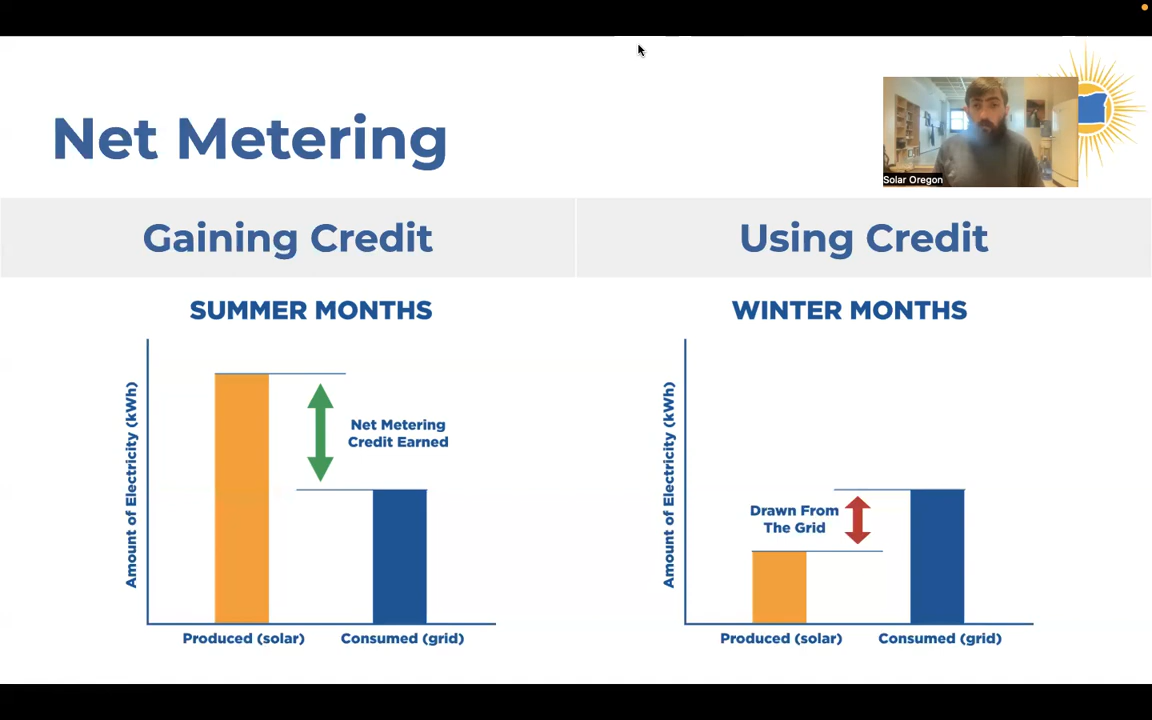 Net Metering
Solar Oregon
Gaining Credit
Using Credit
SUMMER MONTHS
Amount of Electricity (kWh)
Net Metering
Credit Earned
Produced (solar)
Consumed (grid)
WINTER MONTHS
Amount of Electricity (kWh)
Drawn From
The Grid
Produced (solar)
Consumed (grid)